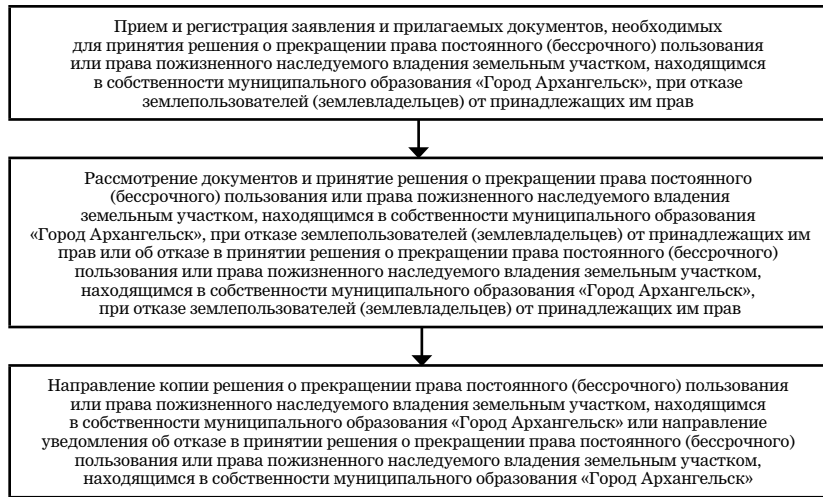 Прием и регистрация заявления и прилагаемых документов, необходимых
для принятия решения о прекращении права постоянного (бессрочного) пользования
или права пожизненного наследуемого владения земельным участком, находящимся
в собственности муниципального образования «Город Архангельск», при отказе
землепользователей (землевладельцев) от принадлежащих им прав
Рассмотрение документов и принятие решения о прекращении права постоянного
(бессрочного) пользования или права пожизненного наследуемого владения
земельным участком, находящимся в собственности муниципального образования
«Город Архангельск», при отказе землепользователей (землевладельцев) от принадлежащих им
прав или об отказе в принятии решения о прекращении права постоянного (бессрочного)
пользования или права пожизненного наследуемого владения земельным участком,
находящимся в собственности муниципального образования «Город Архангельск»,
при отказе землепользователей (землевладельцев) от принадлежащих им прав
Направление копии решения о прекращении права постоянного (бессрочного) пользования
или права пожизненного наследуемого владения земельным участком, находящимся
в собственности муниципального образования «Город Архангельск» или направление
уведомления об отказе в принятии решения о прекращении права постоянного (бессрочного)
пользования или права пожизненного наследуемого владения земельным участком,
находящимся в собственности муниципального образования «Город Архангельск»